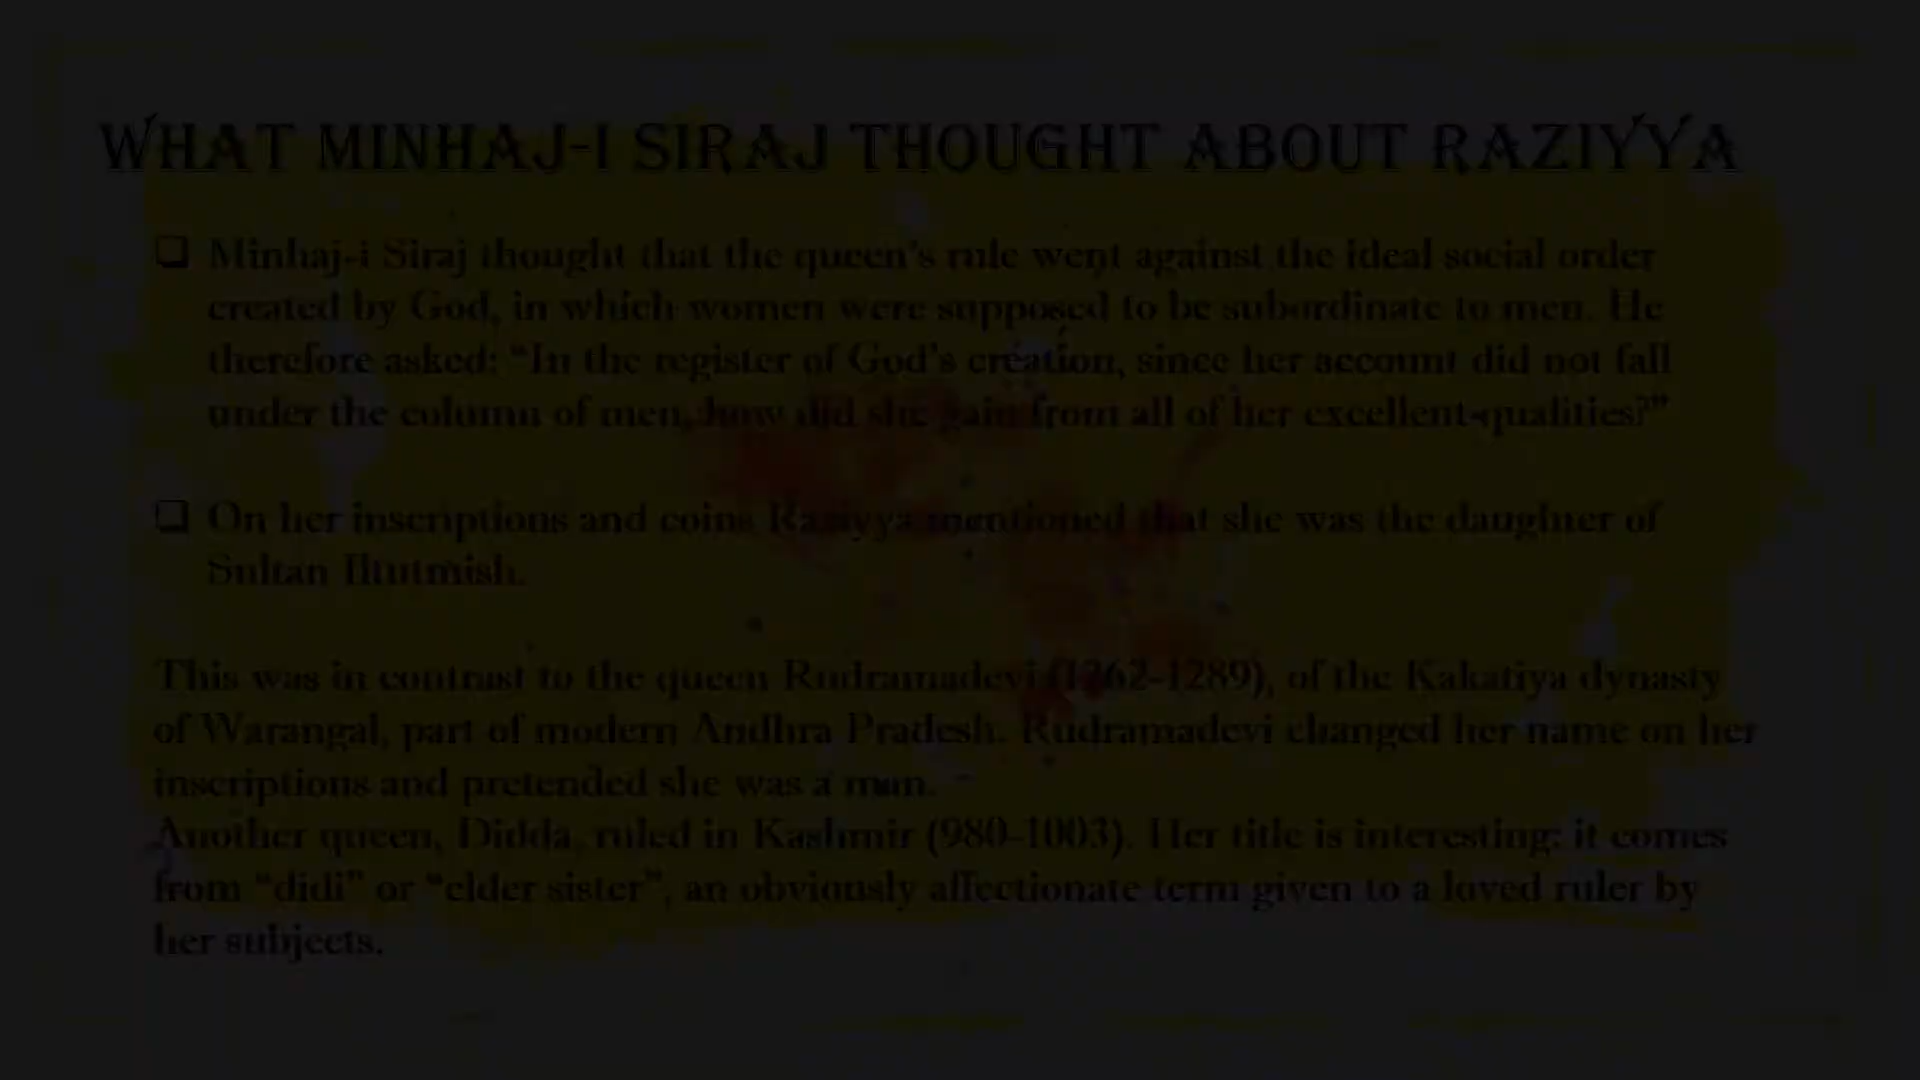 WHAT MINHAJ-I SIRAJ THOUGHT ABOUT RAZIYYA
❑ Minhaj-i Siraj thought that the queen's rule went against the ideal social order
created by God, in which women were supposed to be subordinate to men. He
therefore asked: “In the register of God's creation, since her account did not fall
under the column of men, how did she gain from all of her excellent qualities?”
❑ On her inscriptions and coins Raziyya mentioned that she was the daughter of
Sultan Iltutmish.
This was in contrast to the queen Rudramadevi (1262-1289), of the Kakatiya dynasty
of Warangal, part of modern Andhra Pradesh. Rudramadevi changed her name on her
inscriptions and pretended she was a man.
Another queen, Didda, ruled in Kashmir (980-1003). Her title is interesting: it comes
from “didi” or “elder sister”, an obviously affectionate term given to a loved ruler by
her subjects.